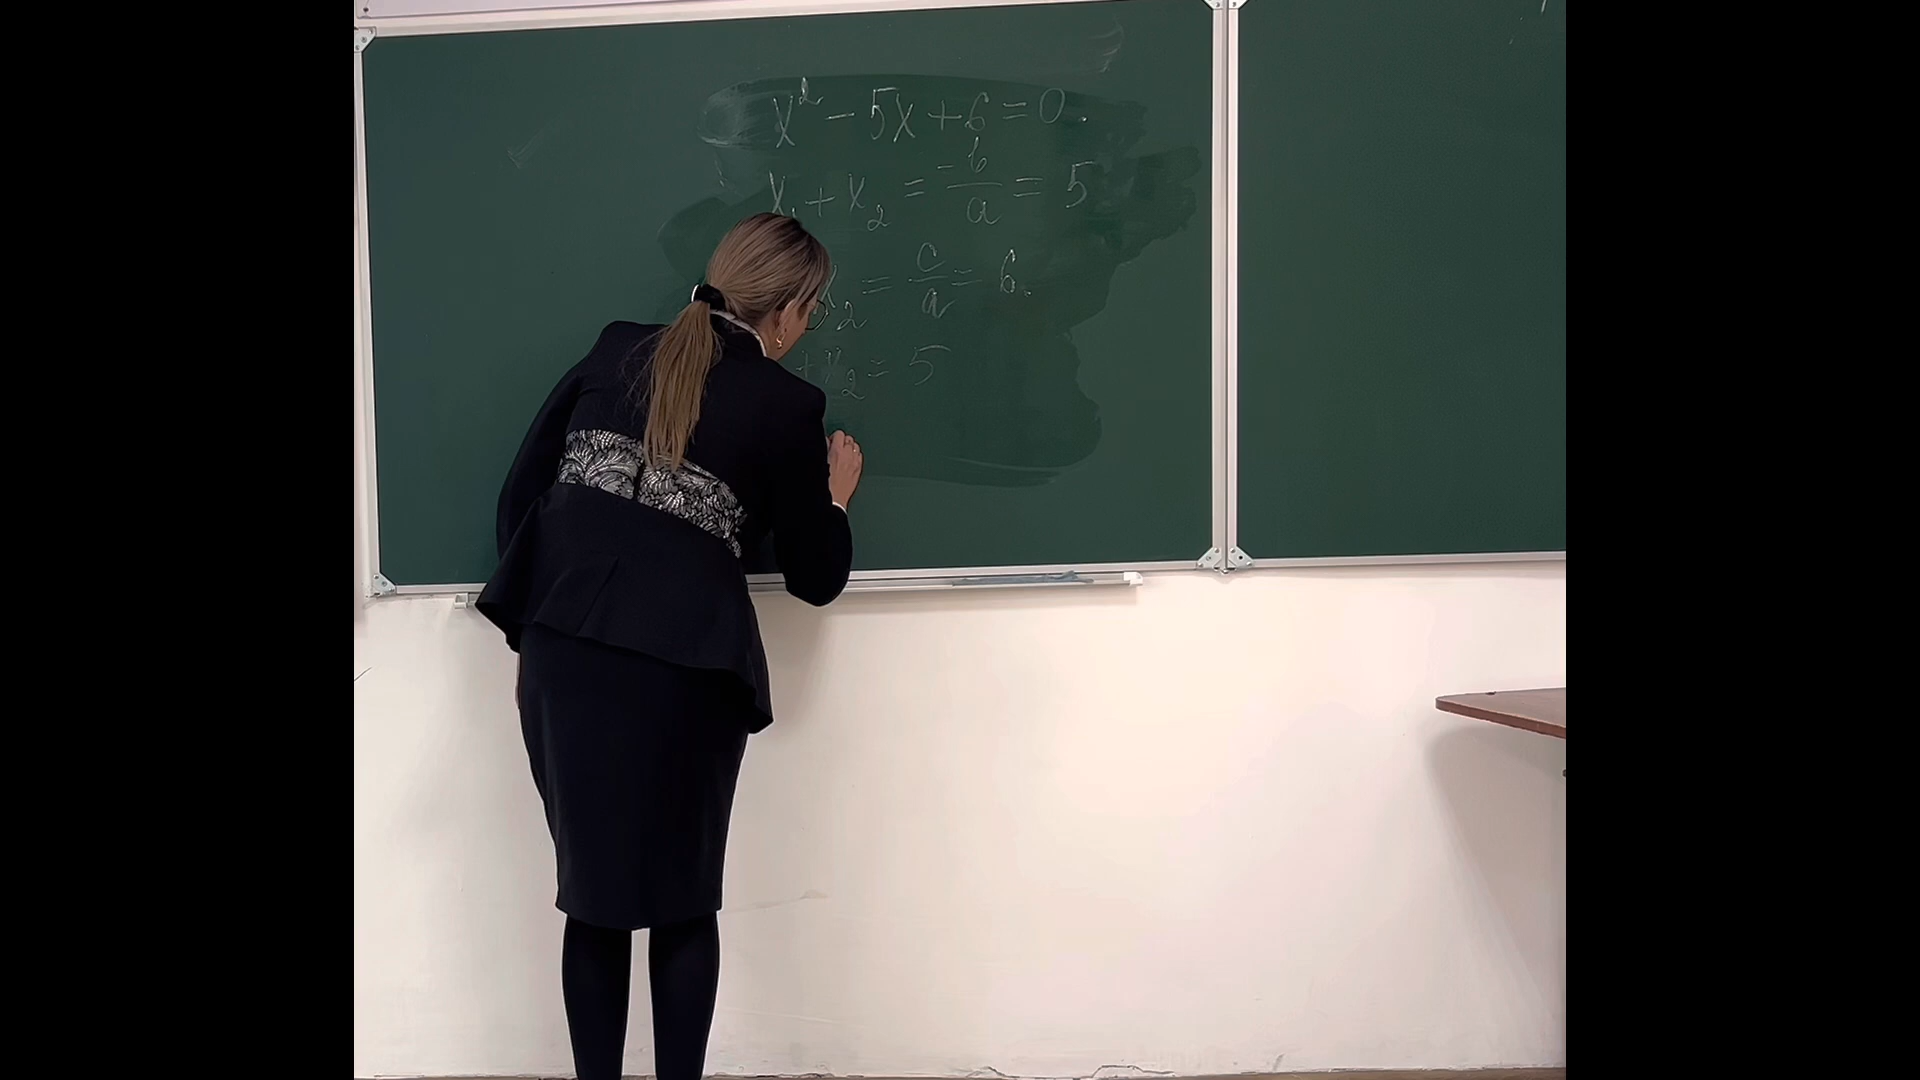 x² - 5x + 6 = 0.
x₁ + x₂ = -b/a = 5
x₂ = c/a = 6.
+ x₂ = 5